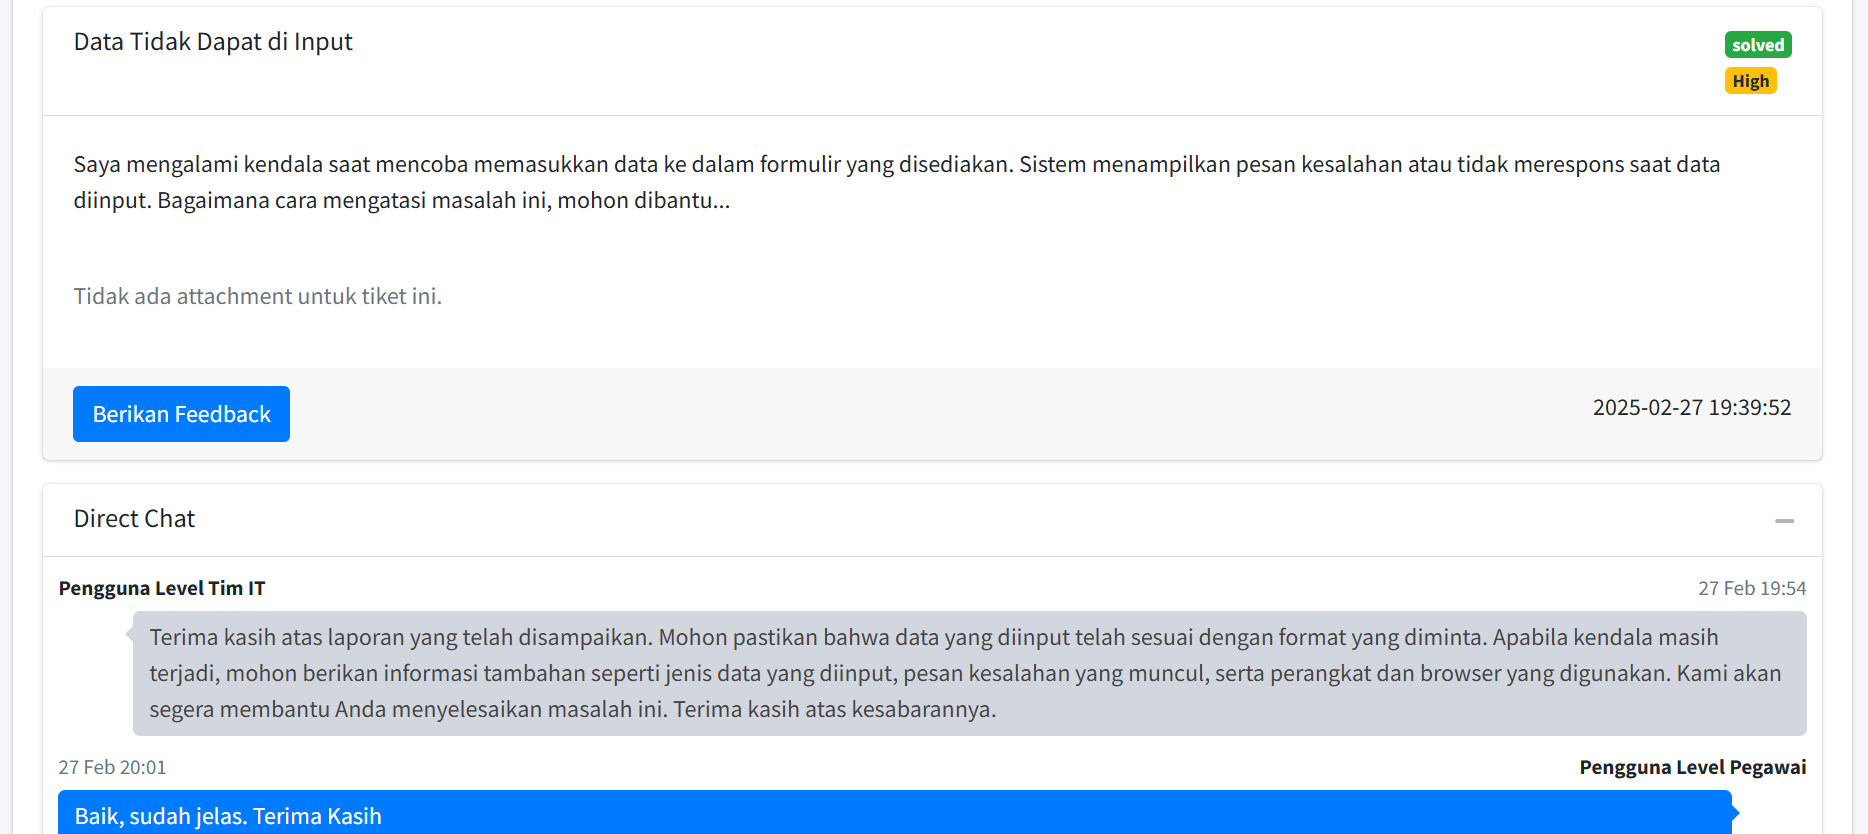 Data Tidak Dapat di Input
solved
High
Saya mengalami kendala saat mencoba memasukkan data ke dalam formulir yang disediakan. Sistem menampilkan pesan kesalahan atau tidak merespons saat data
diinput. Bagaimana cara mengatasi masalah ini, mohon dibantu...
Tidak ada attachment untuk tiket ini.
Berikan Feedback
2025-02-27 19:39:52
Direct Chat
Pengguna Level Tim IT
27 Feb 19:54
Terima kasih atas laporan yang telah disampaikan. Mohon pastikan bahwa data yang diinput telah sesuai dengan format yang diminta. Apabila kendala masih
terjadi, mohon berikan informasi tambahan seperti jenis data yang diinput, pesan kesalahan yang muncul, serta perangkat dan browser yang digunakan. Kami akan
segera membantu Anda menyelesaikan masalah ini. Terima kasih atas kesabarannya.
27 Feb 20:01
Pengguna Level Pegawai
Baik, sudah jelas. Terima Kasih